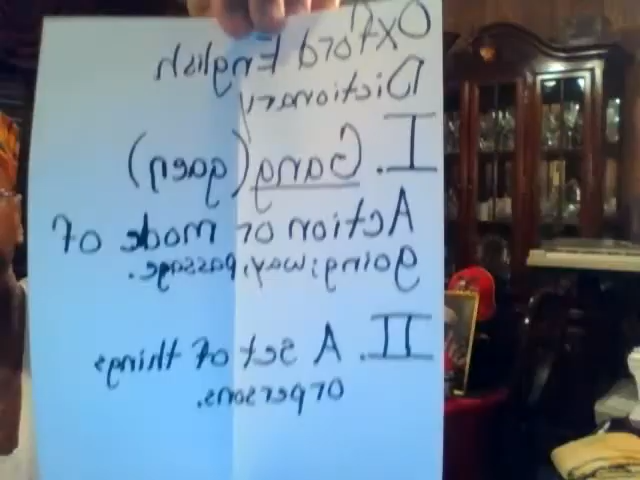 Oxford English
Dictionary
I. Gang (gaen)
Action or mode of
going; way, passage.
II. A set of things
or persons.